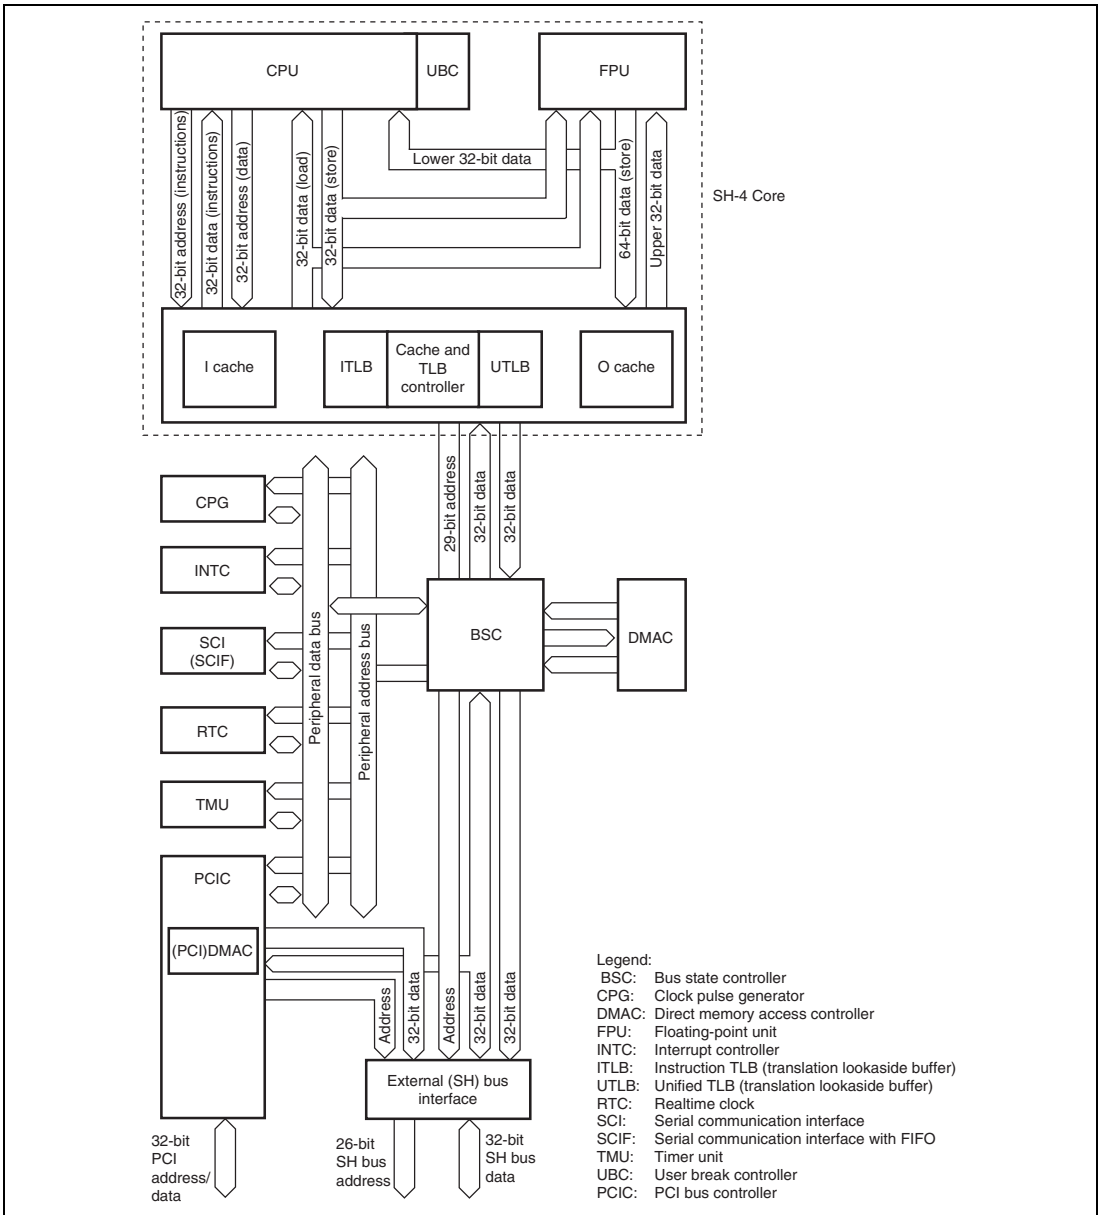 CPU
UBC
FPU
32-bit address (instructions)
32-bit data (instructions)
32-bit address (data)
32-bit data (load)
32-bit data (store)
Lower 32-bit data
64-bit data (store)
Upper 32-bit data
SH-4 Core
I cache
ITLB
Cache and
TLB
controller
UTLB
O cache
29-bit address
32-bit data
32-bit data
CPG
INTC
SCI
(SCIF)
RTC
TMU
PCIC
(PCI)DMAC
Peripheral data bus
Peripheral address bus
BSC
DMAC
Address
32-bit data
Address
32-bit data
32-bit data
External (SH) bus
interface
32-bit
PCI
address/
data
26-bit
SH bus
address
32-bit
SH bus
data
Legend:
BSC: Bus state controller
CPG: Clock pulse generator
DMAC: Direct memory access controller
FPU: Floating-point unit
INTC: Interrupt controller
ITLB: Instruction TLB (translation lookaside buffer)
UTLB: Unified TLB (translation lookaside buffer)
RTC: Realtime clock
SCI: Serial communication interface
SCIF: Serial communication interface with FIFO
TMU: Timer unit
UBC: User break controller
PCIC: PCI bus controller